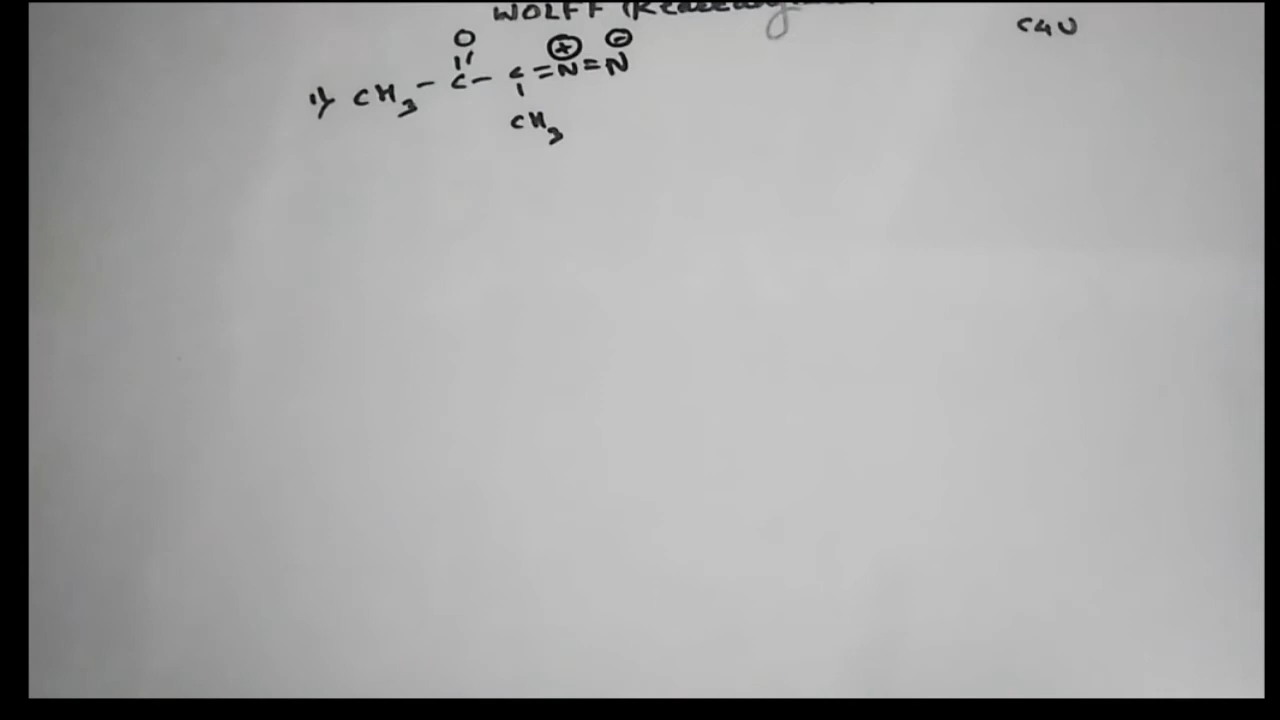 WOLFF
C4U
O
1) CH3 - C - C = N = N
CH3